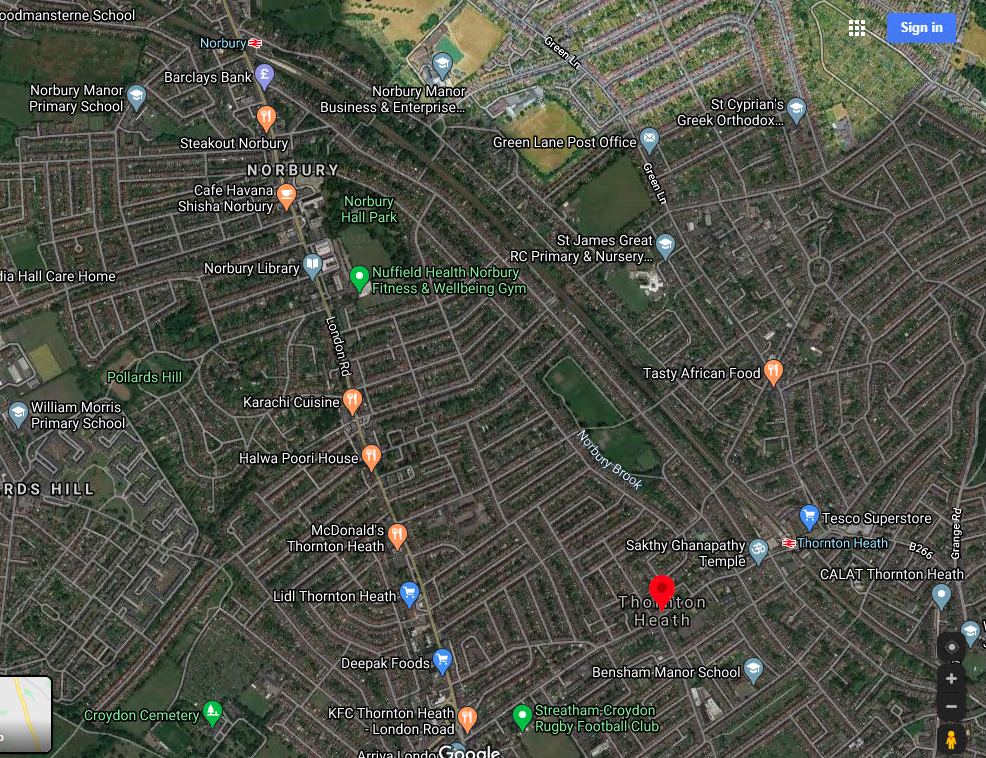 oodmansterne School
Sign in
Norbury
Green Ln
Barclays Bank
£
Norbury Manor
Primary School
Norbury Manor
Business & Enterprise...
St Cyprian's
Greek Orthodox...
Steakout Norbury
Green Lane Post Office
NORBURY
Green Ln
Cafe Havana
Shisha Norbury
Norbury
Hall Park
St James Great
RC Primary & Nursery...
Norbury Library
dia Hall Care Home
Nuffield Health Norbury
Fitness & Wellbeing Gym
London Rd
Pollards Hill
Tasty African Food
Karachi Cuisine
William Morris
Primary School
Norbury Brook
Halwa Poori House
RDS HILL
Tesco Superstore
Grange Rd
McDonald's
Thornton Heath
Sakthy Ghanapathy
Temple
Thornton Heath
B266
CALAT Thornton Heath
Lidl Thornton Heath
Thornton
Heath
Deepak Foods
Bensham Manor School
Croydon Cemetery
KFC Thornton Heath
- London Road
Streatham-Croydon
Rugby Football Club
Arriva Londo
Google